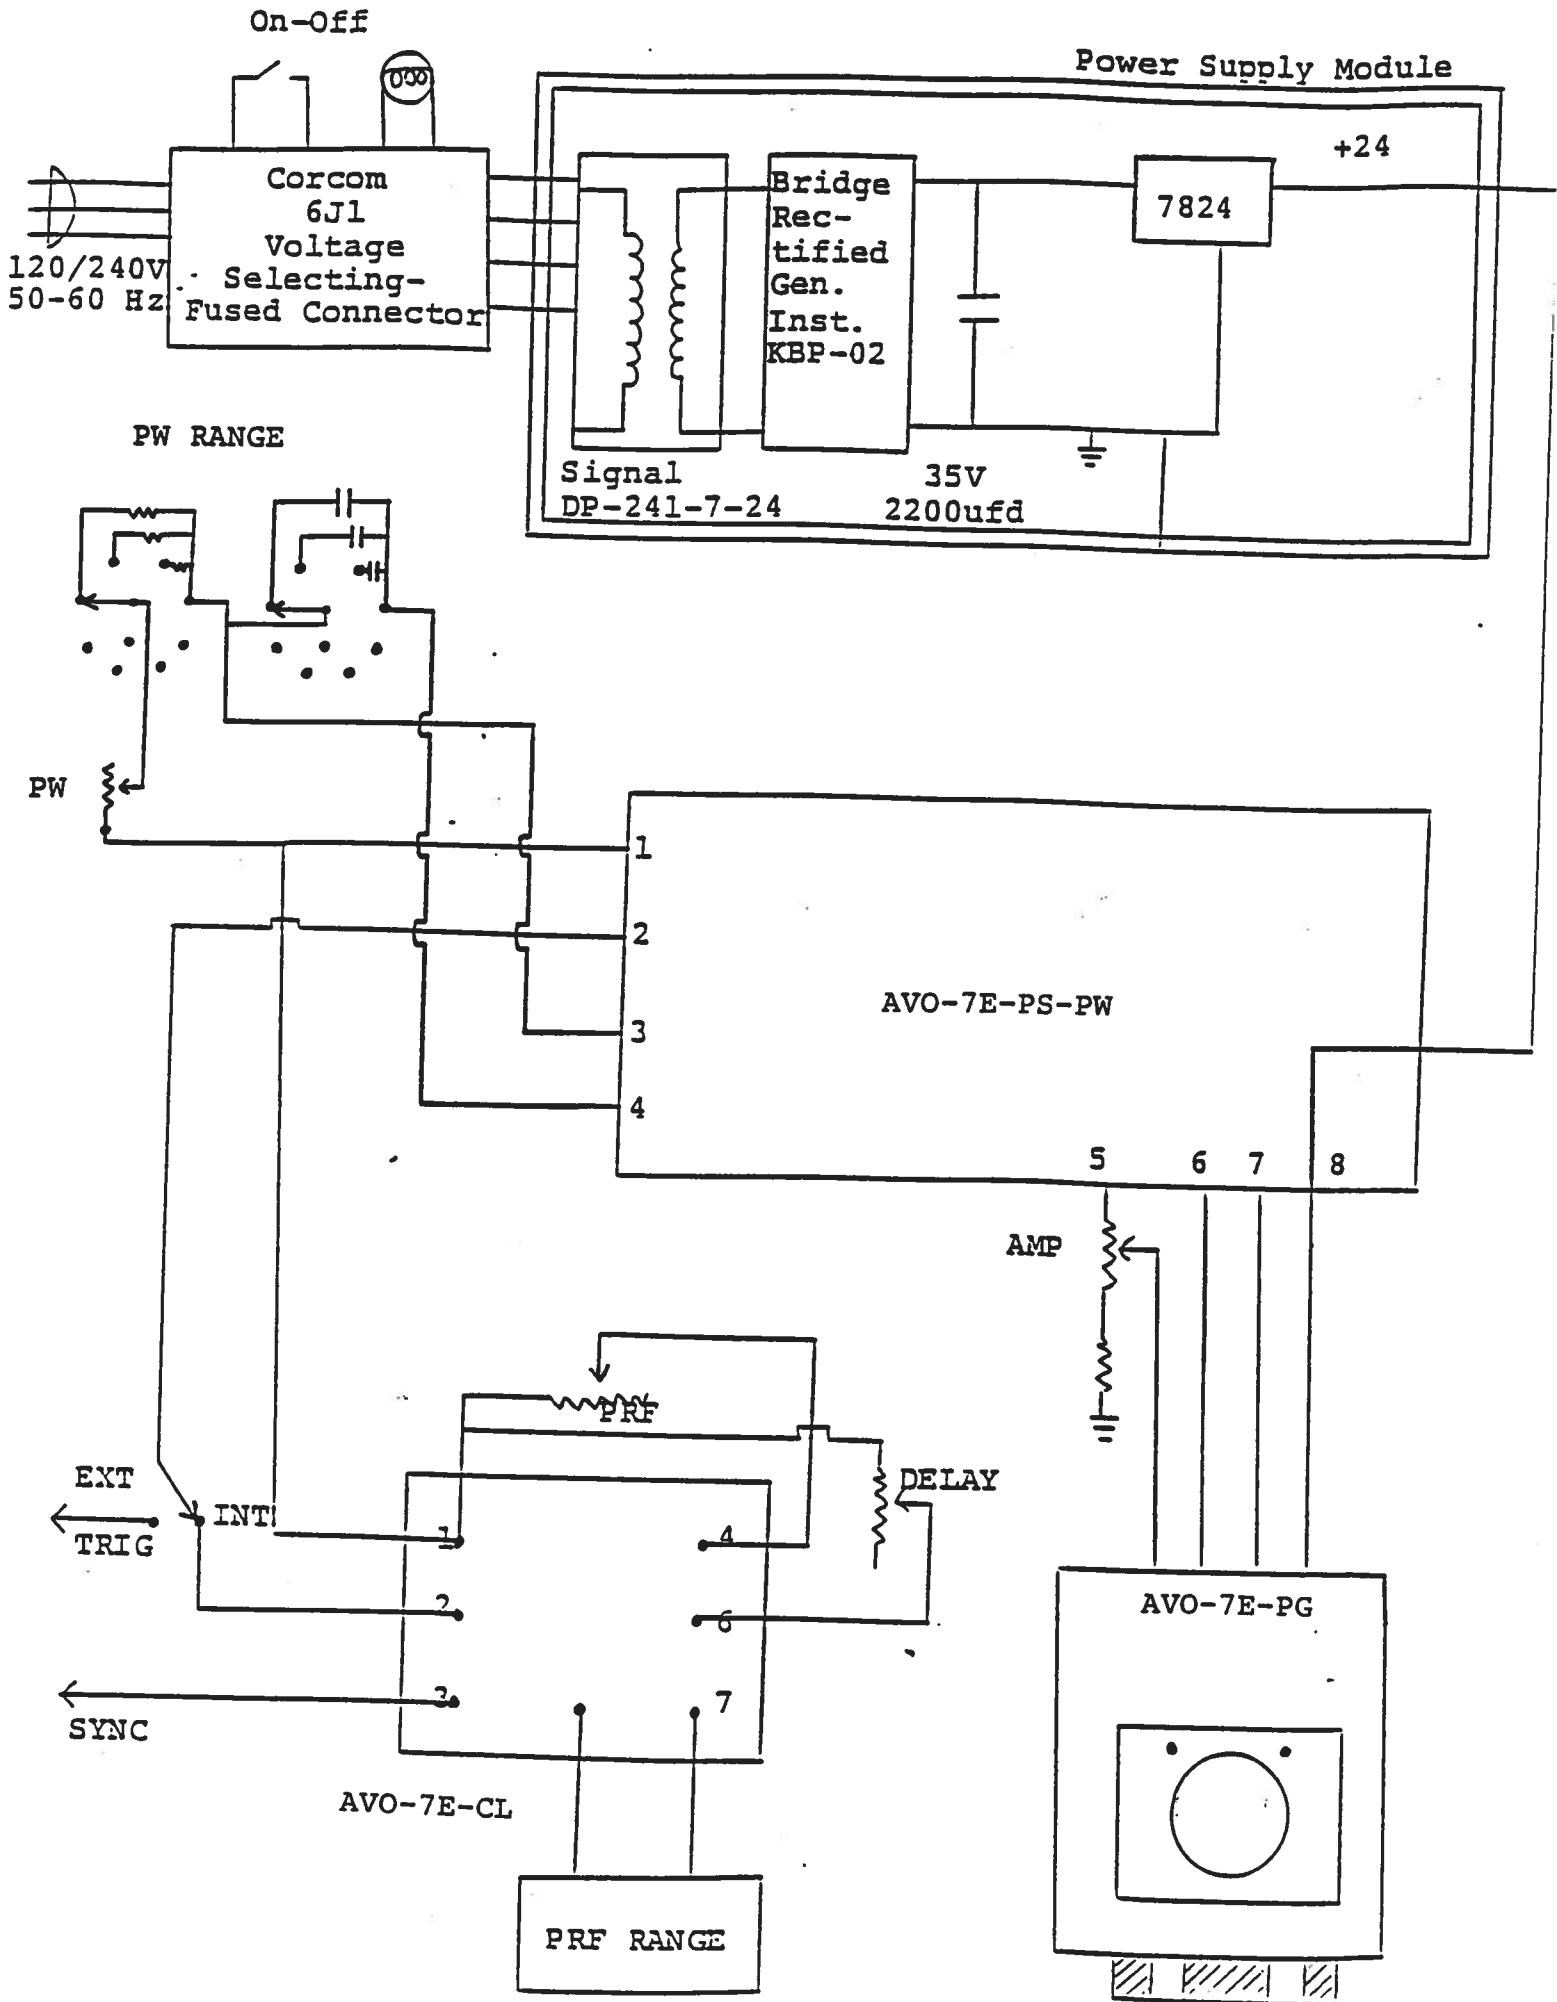 On-Off
Power Supply Module
+24
Corcom
6J1
Voltage
Selecting-
Fused Connector
120/240V
50-60 Hz
Bridge
Rec-
tified
Gen.
Inst.
KBP-02
7824
Signal
DP-241-7-24
35V
2200ufd
PW RANGE
PW
1
2
3
4
AVO-7E-PS-PW
5 6 7 8
AMP
PRF
DELAY
EXT
TRIG
INT
1
2
3
4
6
7
SYNC
AVO-7E-CL
PRF RANGE
AVO-7E-PG